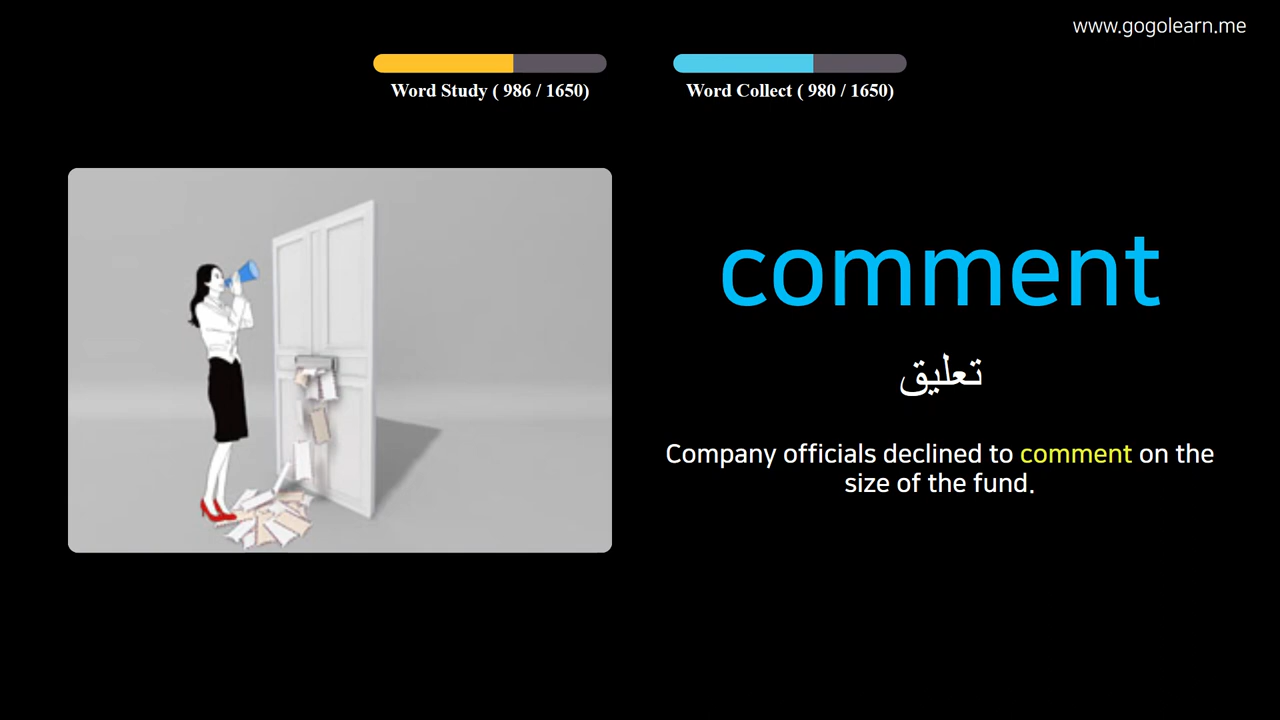 www.gogolearn.me
Word Study ( 986 / 1650)
Word Collect ( 980 / 1650)
comment
تعليق
Company officials declined to comment on the
size of the fund.